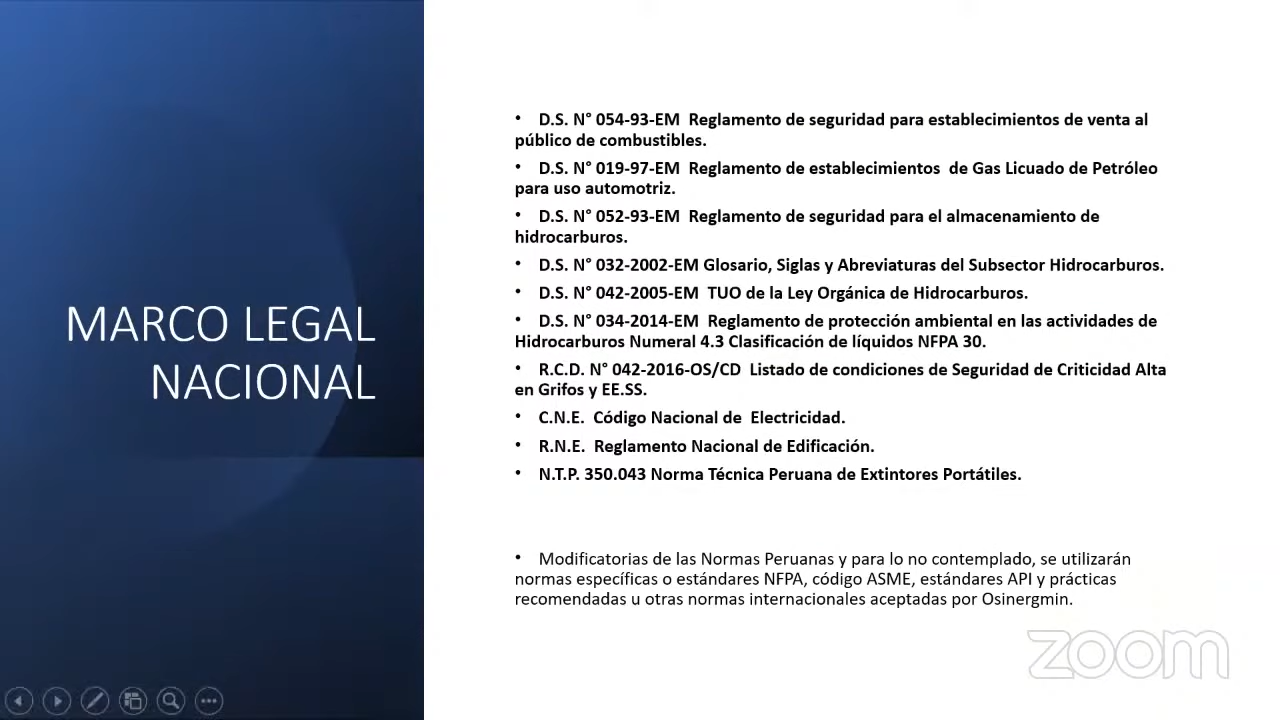 MARCO LEGAL
NACIONAL
• D.S. N° 054-93-EM Reglamento de seguridad para establecimientos de venta al
público de combustibles.
• D.S. N° 019-97-EM Reglamento de establecimientos de Gas Licuado de Petróleo
para uso automotriz.
• D.S. N° 052-93-EM Reglamento de seguridad para el almacenamiento de
hidrocarburos.
• D.S. N° 032-2002-EM Glosario, Siglas y Abreviaturas del Subsector Hidrocarburos.
• D.S. N° 042-2005-EM TUO de la Ley Orgánica de Hidrocarburos.
• D.S. N° 034-2014-EM Reglamento de protección ambiental en las actividades de
Hidrocarburos Numeral 4.3 Clasificación de líquidos NFPA 30.
• R.C.D. N° 042-2016-OS/CD Listado de condiciones de Seguridad de Criticidad Alta
en Grifos y EE.SS.
• C.N.E. Código Nacional de Electricidad.
• R.N.E. Reglamento Nacional de Edificación.
• N.T.P. 350.043 Norma Técnica Peruana de Extintores Portátiles.
• Modificatorias de las Normas Peruanas y para lo no contemplado, se utilizarán
normas específicas o estándares NFPA, código ASME, estándares API y prácticas
recomendadas u otras normas internacionales aceptadas por Osinergmin.
zoom